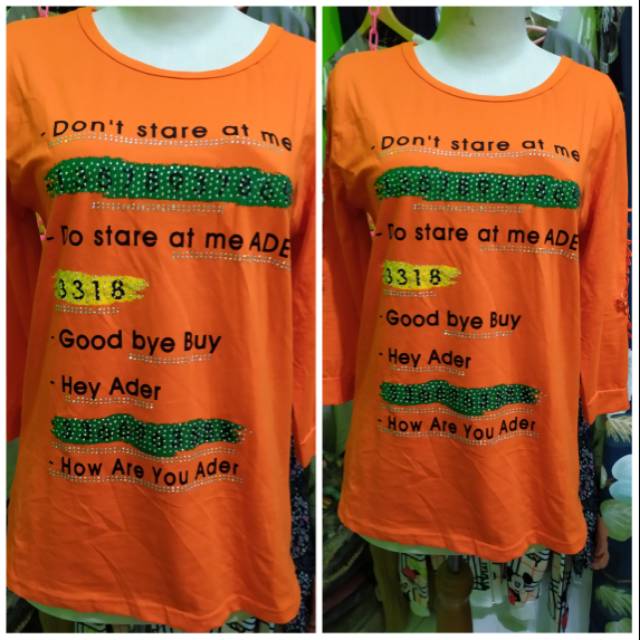 - Don't stare at me
- To stare at me ADE
3318
- Good bye Buy
- Hey Ader
- How Are You Ader
- Don't stare at me
- To stare at me ADE
3318
- Good bye Buy
- Hey Ader
- How Are You Ader